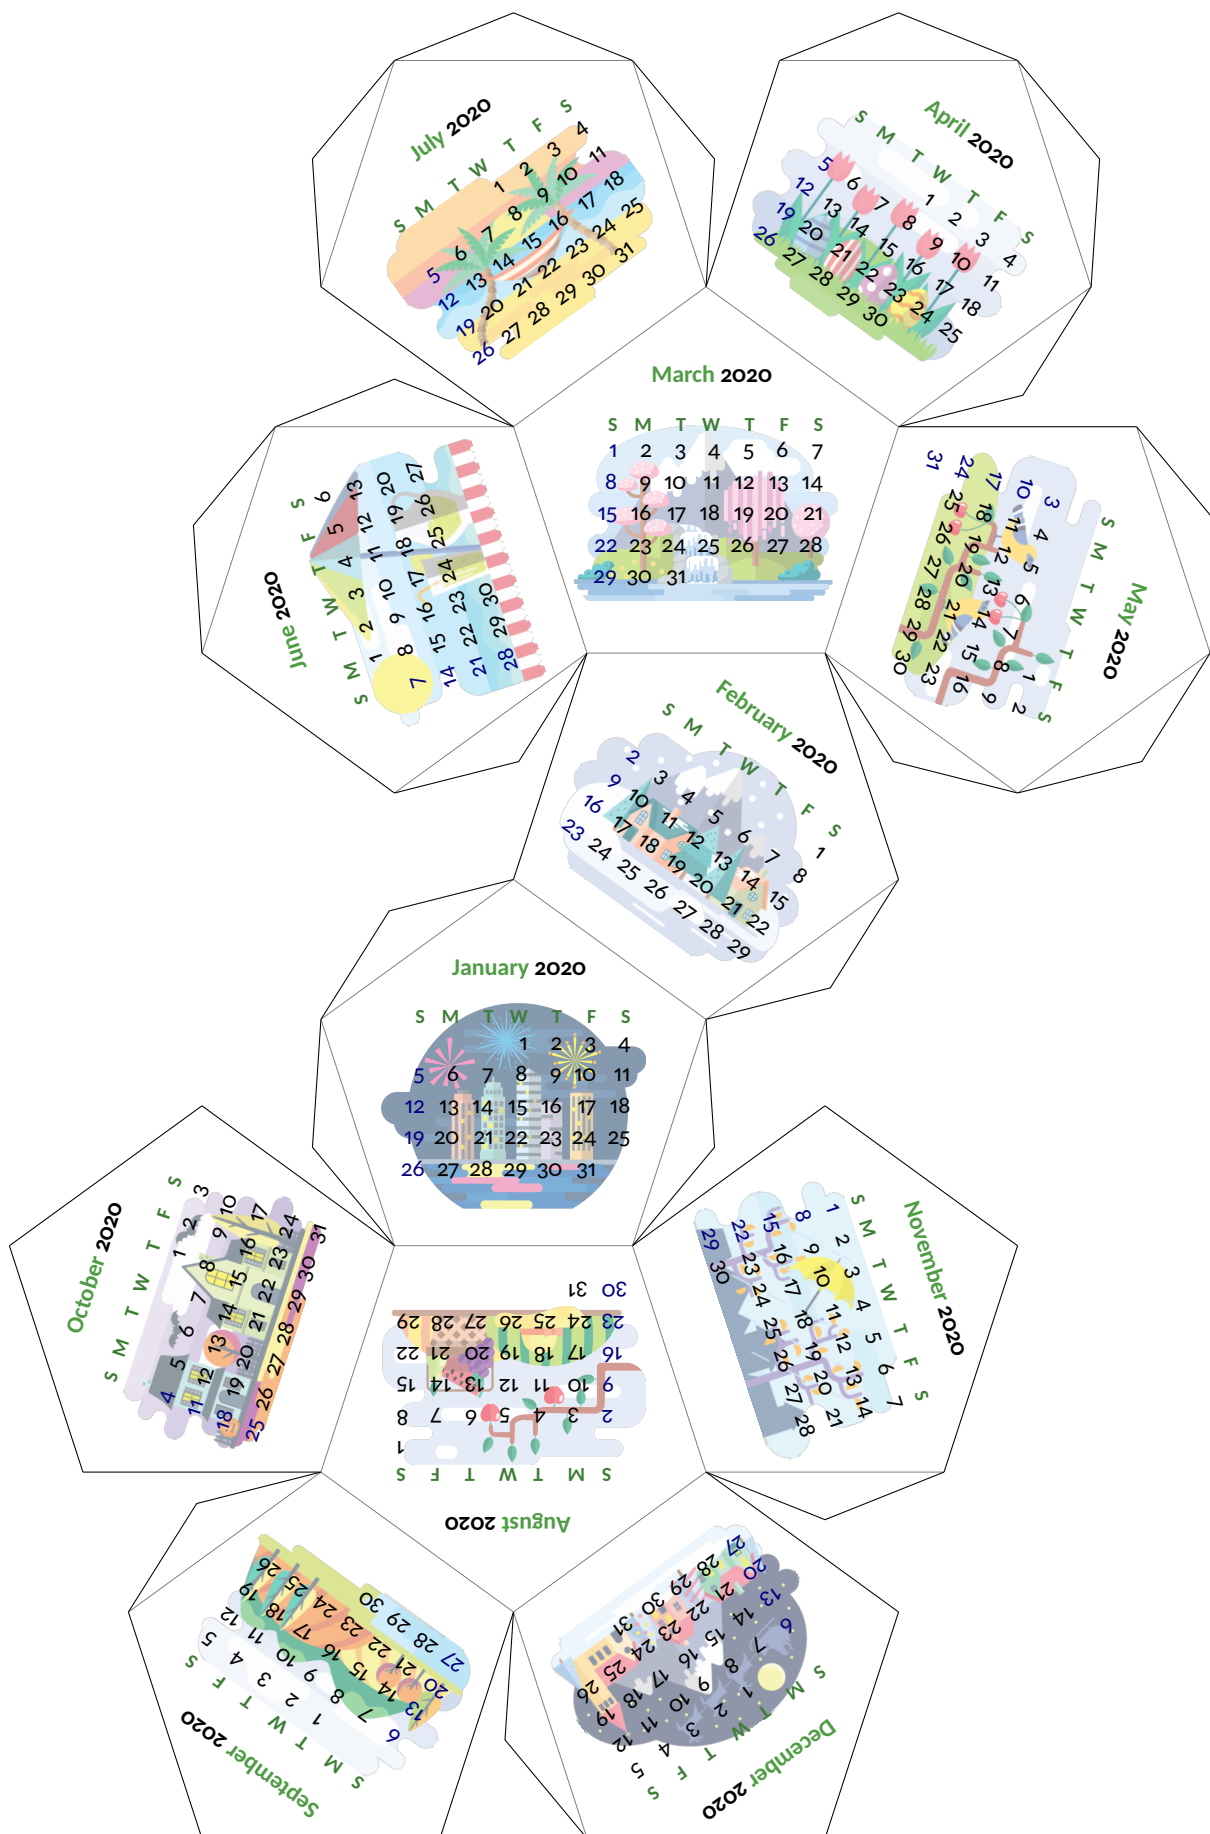 July 2020
S M T W T F S
1 2 3 4
5 6 7 8 9 10 11
12 13 14 15 16 17 18
19 20 21 22 23 24 25
26 27 28 29 30 31
April 2020
S M T W T F S
1 2 3 4
5 6 7 8 9 10 11
12 13 14 15 16 17 18
19 20 21 22 23 24 25
26 27 28 29 30
March 2020
S M T W T F S
1 2 3 4 5 6 7
8 9 10 11 12 13 14
15 16 17 18 19 20 21
22 23 24 25 26 27 28
29 30 31
June 2020
S M T W T F S
1 2 3 4 5 6
7 8 9 10 11 12 13
14 15 16 17 18 19 20
21 22 23 24 25 26 27
28 29 30
May 2020
S M T W T F S
1 2
3 4 5 6 7 8 9
10 11 12 13 14 15 16
17 18 19 20 21 22 23
24 25 26 27 28 29 30
31
February 2020
S M T W T F S
1
2 3 4 5 6 7 8
9 10 11 12 13 14 15
16 17 18 19 20 21 22
23 24 25 26 27 28 29
January 2020
S M T W T F S
1 2 3 4
5 6 7 8 9 10 11
12 13 14 15 16 17 18
19 20 21 22 23 24 25
26 27 28 29 30 31
October 2020
S M T W T F S
1 2 3
4 5 6 7 8 9 10
11 12 13 14 15 16 17
18 19 20 21 22 23 24
25 26 27 28 29 30 31
November 2020
S M T W T F S
1 2 3 4 5 6 7
8 9 10 11 12 13 14
15 16 17 18 19 20 21
22 23 24 25 26 27 28
29 30
August 2020
S M T W T F S
1
2 3 4 5 6 7 8
9 10 11 12 13 14 15
16 17 18 19 20 21 22
23 24 25 26 27 28 29
30 31
September 2020
S M T W T F S
1 2 3 4 5
6 7 8 9 10 11 12
13 14 15 16 17 18 19
20 21 22 23 24 25 26
27 28 29 30
December 2020
S M T W T F S
1 2 3 4 5
6 7 8 9 10 11 12
13 14 15 16 17 18 19
20 21 22 23 24 25 26
27 28 29 30 31